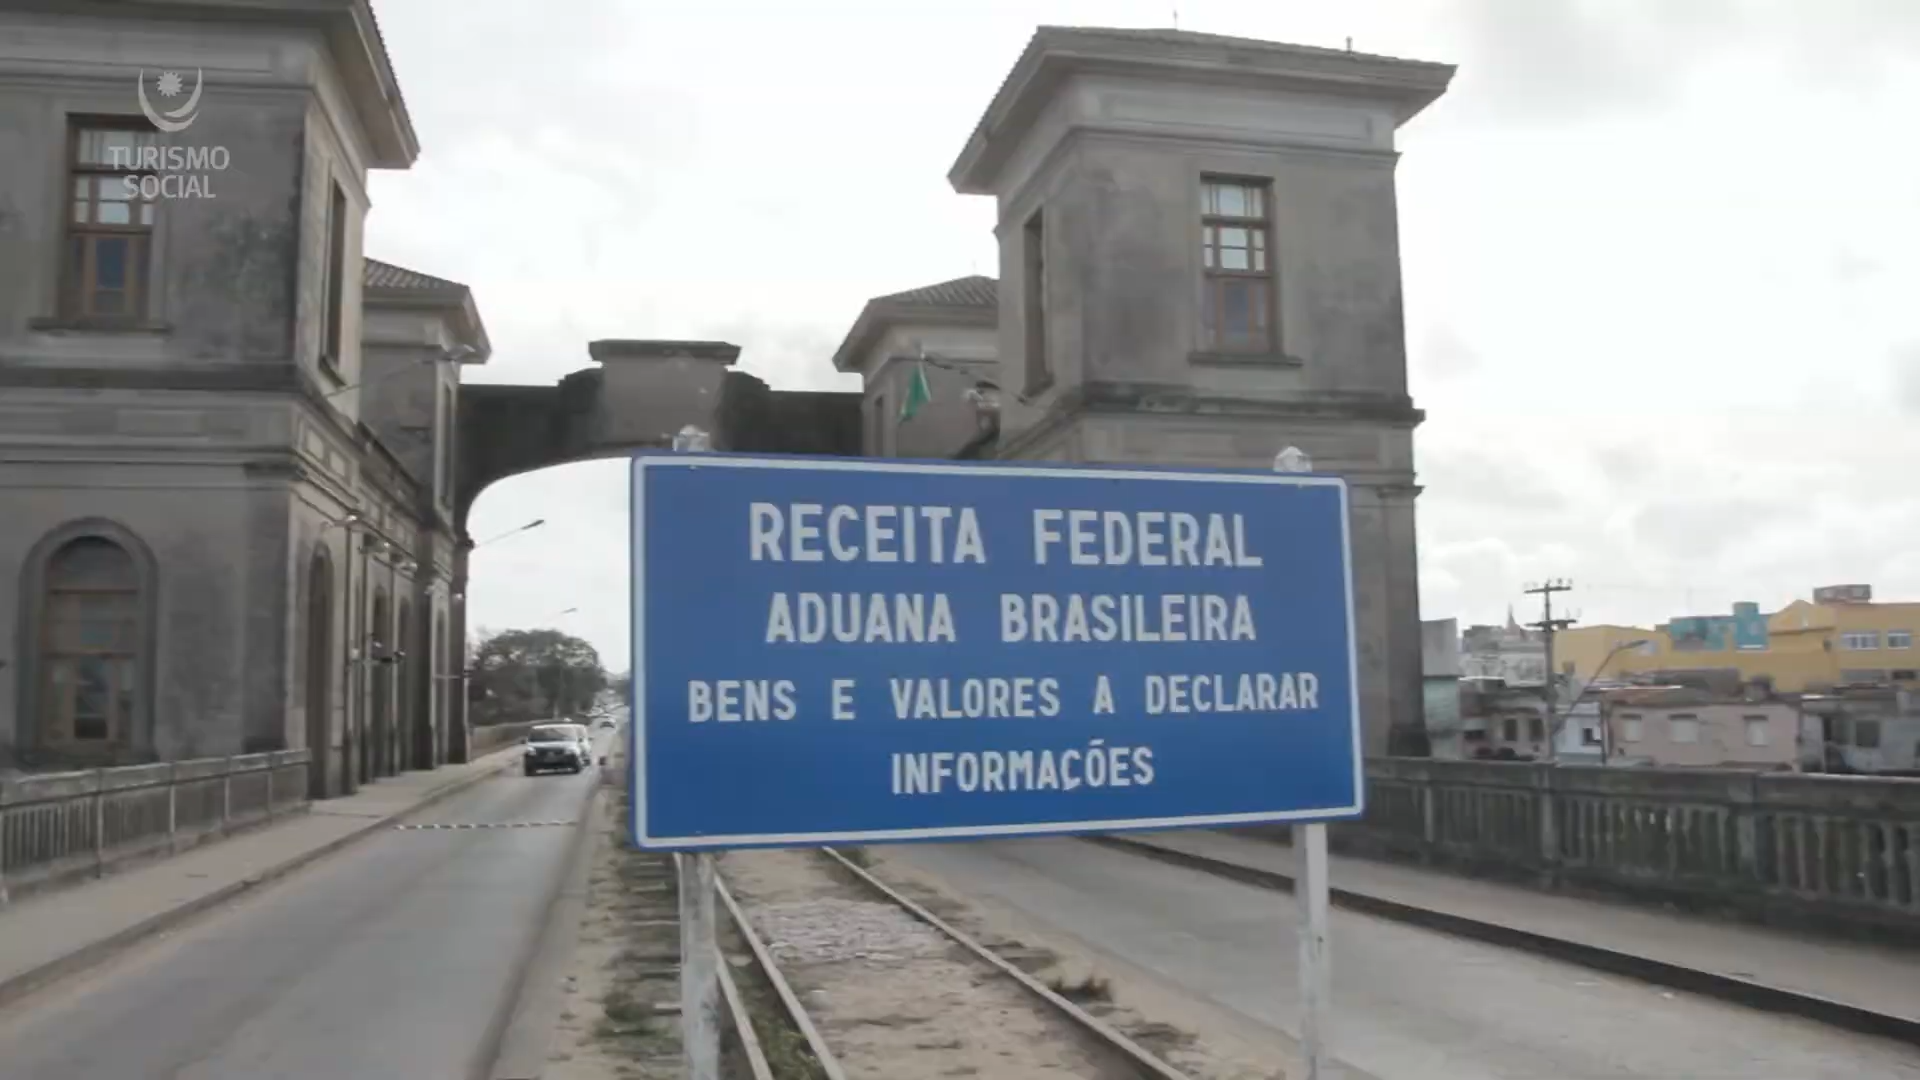 TURISMO
SOCIAL
RECEITA FEDERAL
ADUANA BRASILEIRA
BENS E VALORES A DECLARAR
INFORMAÇÕES